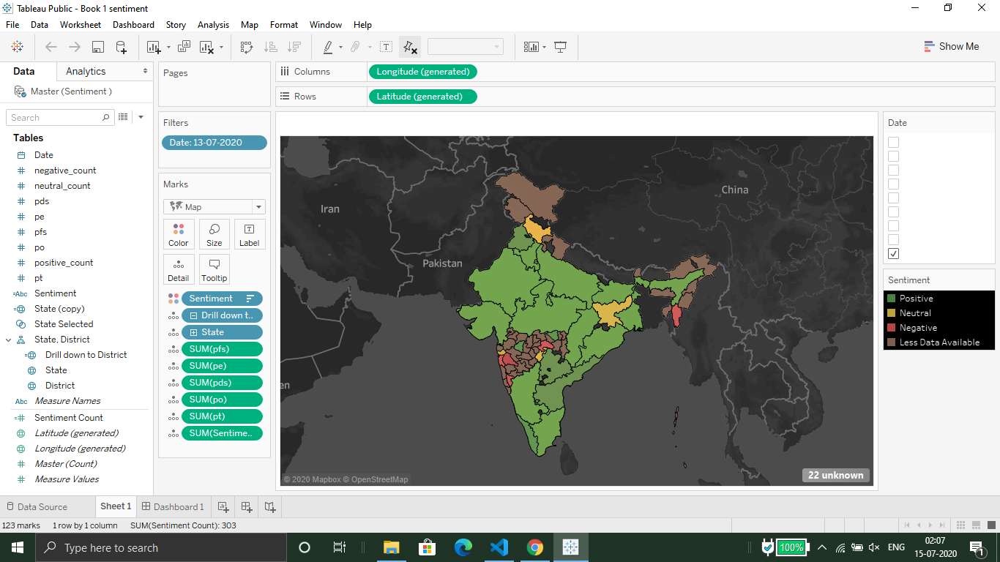 Tableau Public - Book 1 sentiment
File Data Worksheet Dashboard Story Analysis Map Format Window Help
Show Me
Data Analytics
Master (Sentiment )
Search
Tables
Date
negative_count
neutral_count
pds
pe
pfs
po
positive_count
pt
Abc Sentiment
State (copy)
State Selected
State, District
Drill down to District
State
District
Abc Measure Names
Sentiment Count
Latitude (generated)
Longitude (generated)
Master (Count)
Measure Values
Pages
Filters
Date: 13-07-2020
Marks
Map
Color Size Label
Detail Tooltip
Sentiment
Drill down t..
State
SUM(pfs)
SUM(pe)
SUM(pds)
SUM(po)
SUM(pt)
SUM(Sentime..
Columns Longitude (generated)
Rows Latitude (generated)
Iran
Pakistan
China
en
© 2020 Mapbox © OpenStreetMap
22 unknown
Date
Sentiment
Positive
Neutral
Negative
Less Data Available
Data Source Sheet 1 Dashboard 1
123 marks 1 row by 1 column SUM(Sentiment Count): 303
Type here to search
100%
ENG
02:07
15-07-2020
1